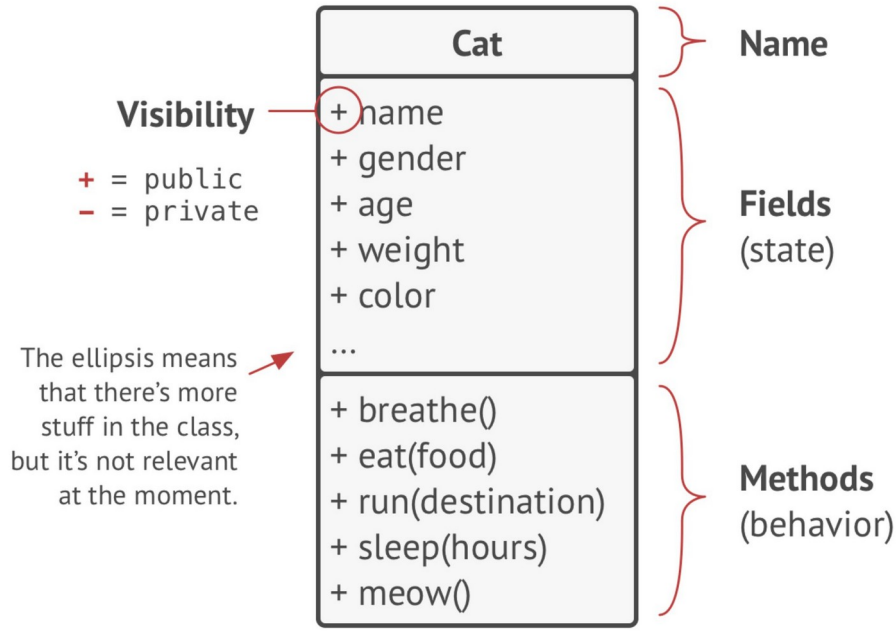 Cat
Name
Visibility
+ = public
– = private
+ name
+ gender
+ age
+ weight
+ color
...
Fields
(state)
The ellipsis means
that there’s more
stuff in the class,
but it’s not relevant
at the moment.
+ breathe()
+ eat(food)
+ run(destination)
+ sleep(hours)
+ meow()
Methods
(behavior)